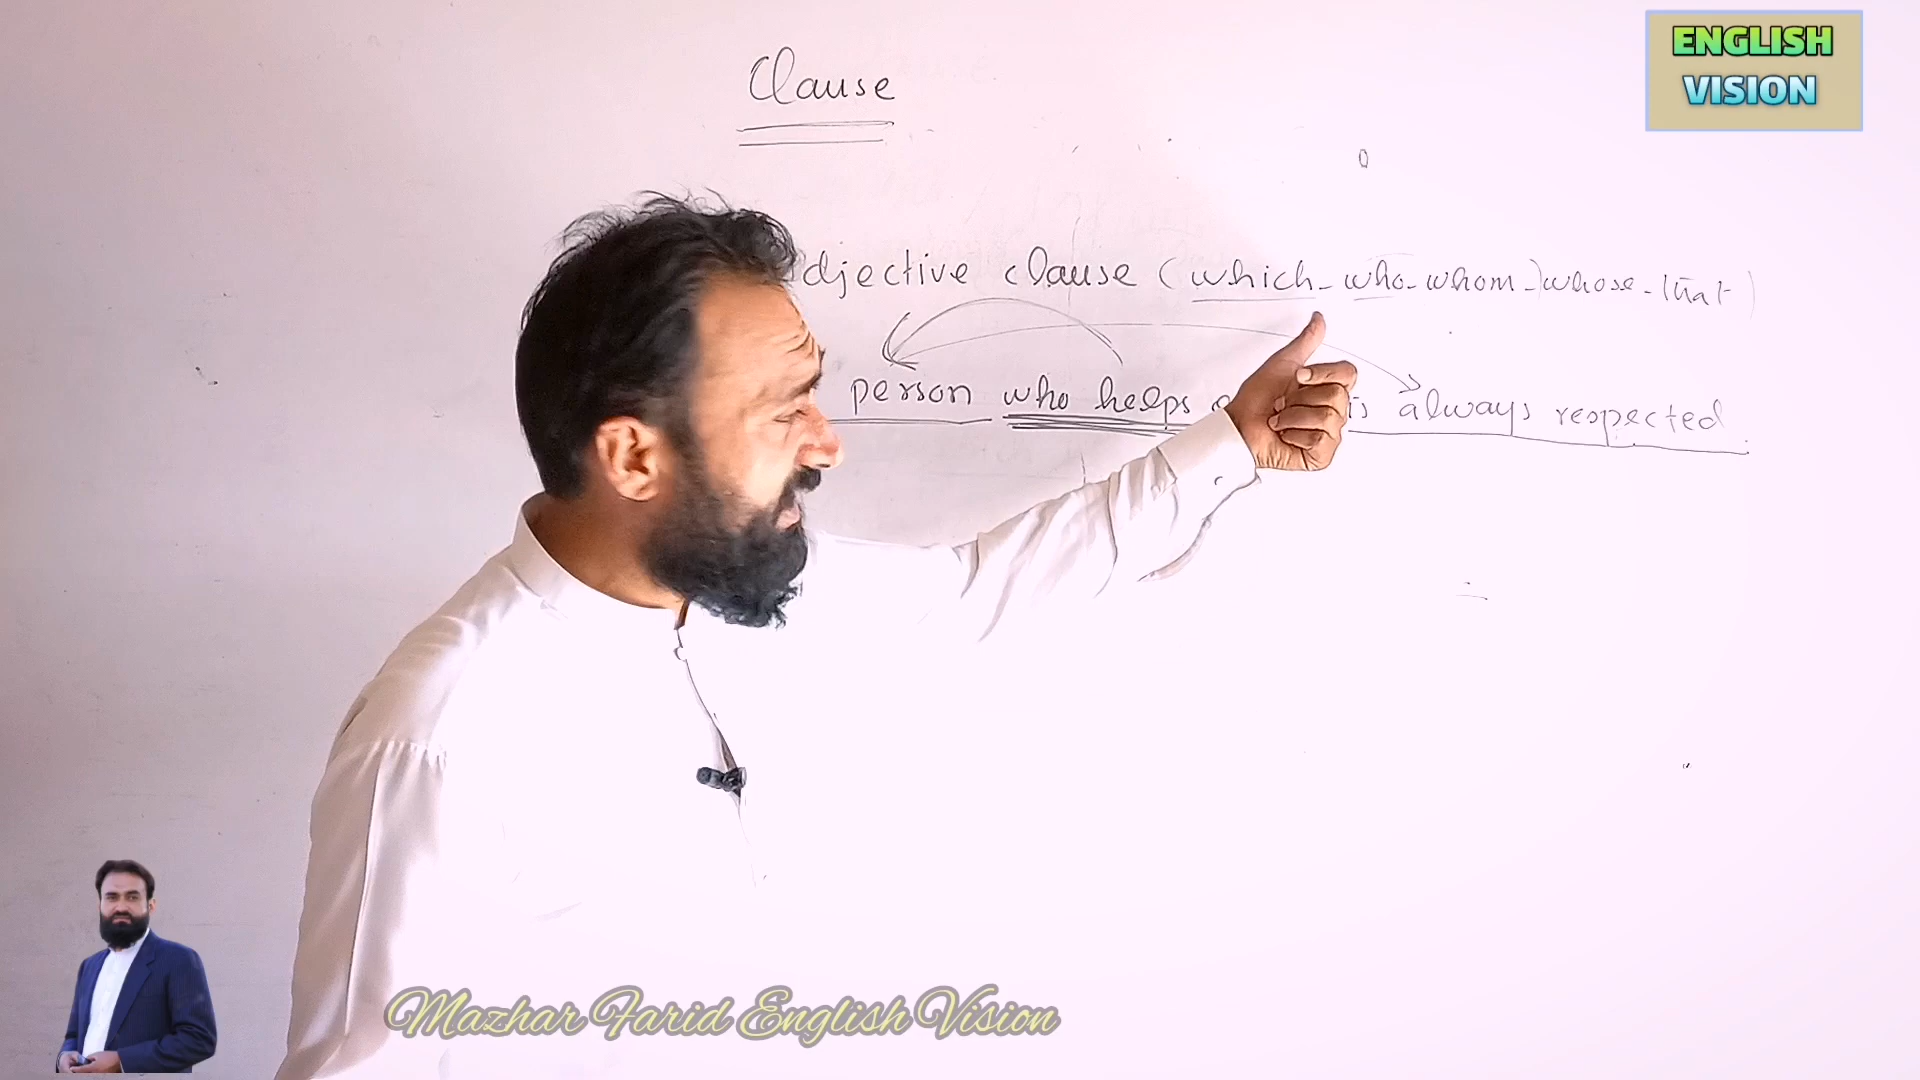 ENGLISH
VISION
Clause
djective clause (which - who - whom -) whose - that)
person who helps is always respected.
Mazhar Farid English Vision